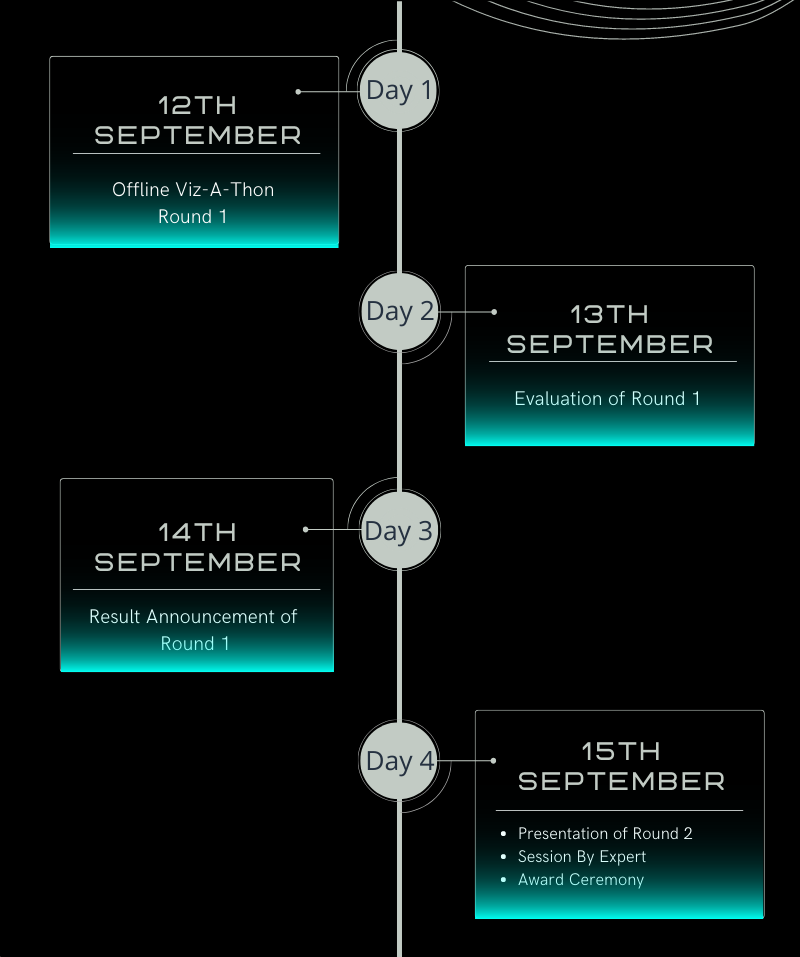 Day 1
12TH
SEPTEMBER
Offline Viz-A-Thon
Round 1
Day 2
13TH
SEPTEMBER
Evaluation of Round 1
Day 3
14TH
SEPTEMBER
Result Announcement of
Round 1
Day 4
15TH
SEPTEMBER
• Presentation of Round 2
• Session By Expert
• Award Ceremony